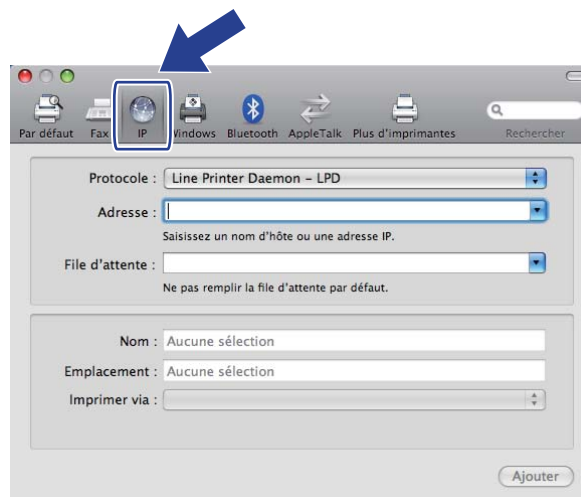 Par défaut Fax IP Windows Bluetooth AppleTalk Plus d'imprimantes Rechercher
Protocole : Line Printer Daemon – LPD
Adresse :
Saisissez un nom d'hôte ou une adresse IP.
File d'attente :
Ne pas remplir la file d'attente par défaut.
Nom : Aucune sélection
Emplacement : Aucune sélection
Imprimer via :
Ajouter